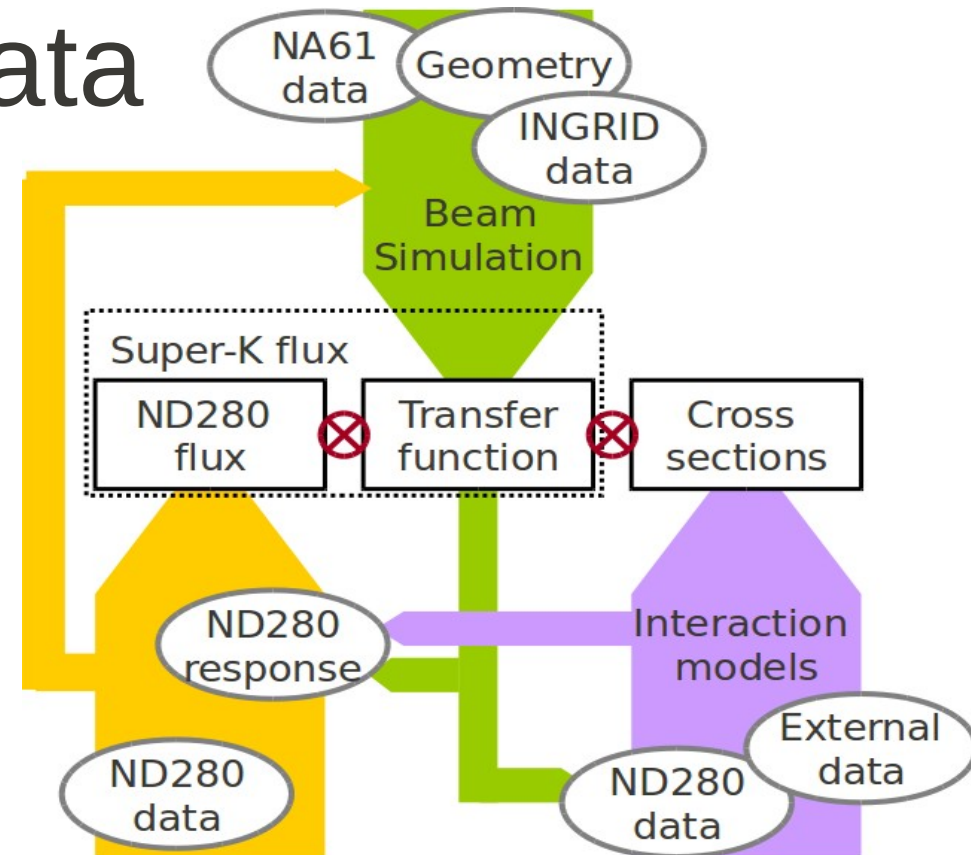 ata
NA61
data
Geometry
INGRID
data
Beam
Simulation
Super-K flux
ND280
flux
Transfer
function
Cross
sections
ND280
response
Interaction
models
External
data
ND280
data
ND280
data